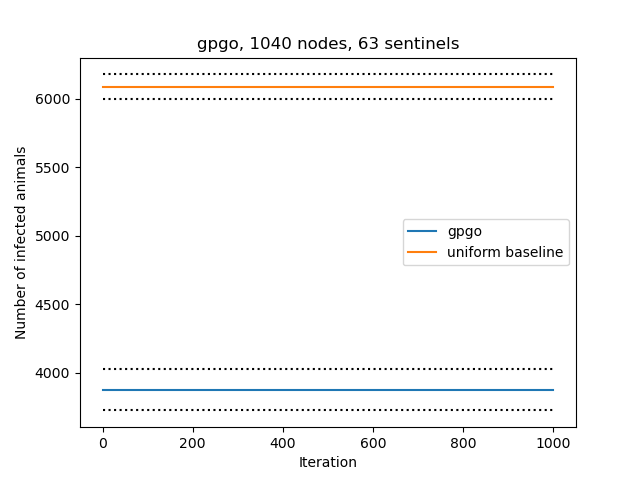 gpgo, 1040 nodes, 63 sentinels
Number of infected animals
6000
5500
5000
4500
4000
gpgo
uniform baseline
0 200 400 600 800 1000
Iteration